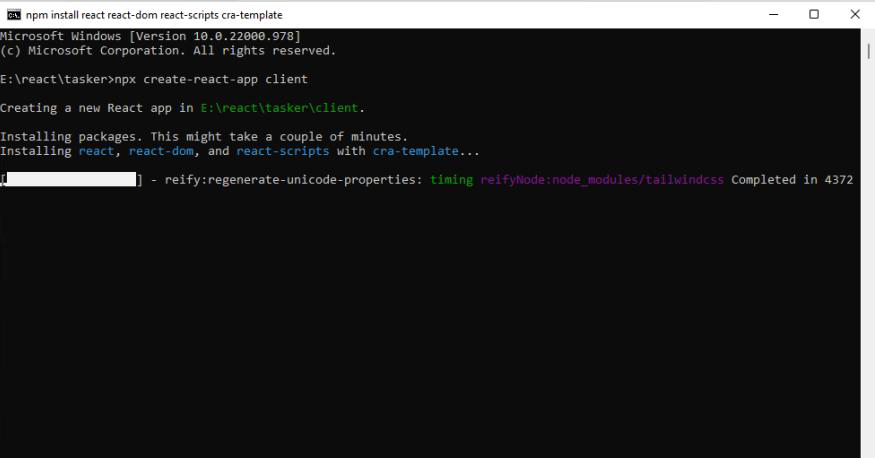 npm install react react-dom react-scripts cra-template
Microsoft Windows [Version 10.0.22000.978]
(c) Microsoft Corporation. All rights reserved.
E:\react\tasker>npx create-react-app client
Creating a new React app in E:\react\tasker\client.
Installing packages. This might take a couple of minutes.
Installing react, react-dom, and react-scripts with cra-template...
[                  ] - reify:regenerate-unicode-properties: timing reifyNode:node_modules/tailwindcss Completed in 4372